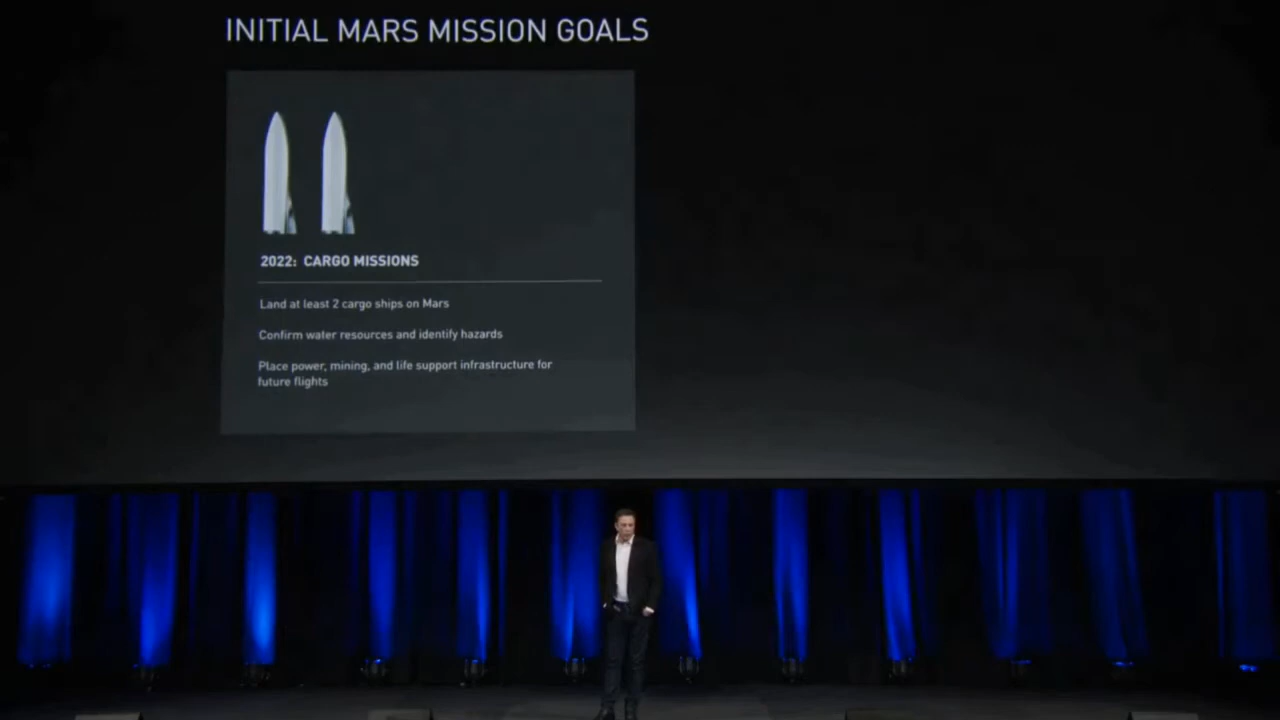 INITIAL MARS MISSION GOALS
2022: CARGO MISSIONS
Land at least 2 cargo ships on Mars
Confirm water resources and identify hazards
Place power, mining, and life support infrastructure for
future flights